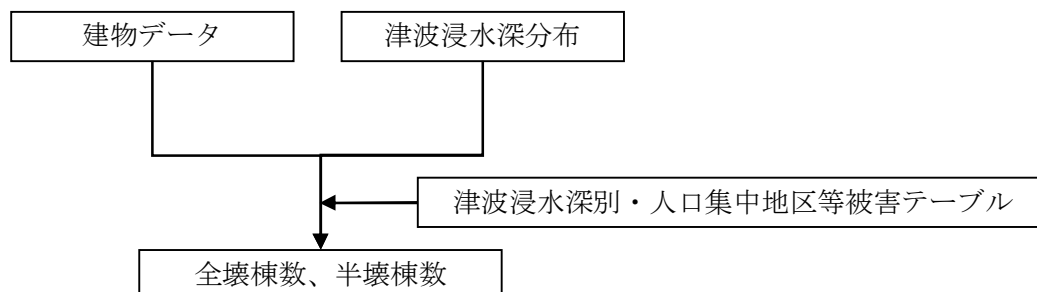 建物データ
津波浸水深分布
津波浸水深別・人口集中地区等被害テーブル
全壊棟数、半壊棟数